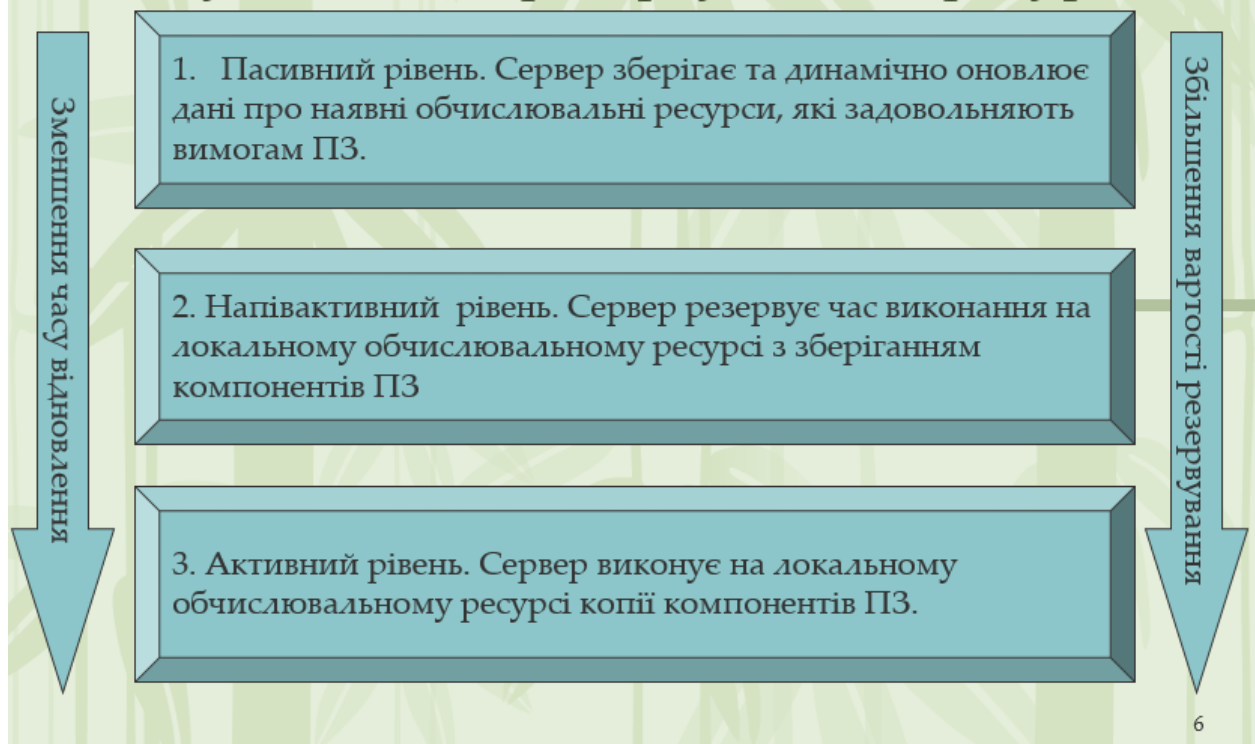 Зменшення часу відновлення
1. Пасивний рівень. Сервер зберігає та динамічно оновлює
дані про наявні обчислювальні ресурси, які задовольняють
вимогам ПЗ.
2. Напівактивний рівень. Сервер резервує час виконання на
локальному обчислювальному ресурсі з зберіганням
компонентів ПЗ
3. Активний рівень. Сервер виконує на локальному
обчислювальному ресурсі копії компонентів ПЗ.
Збільшення вартості резервування
6